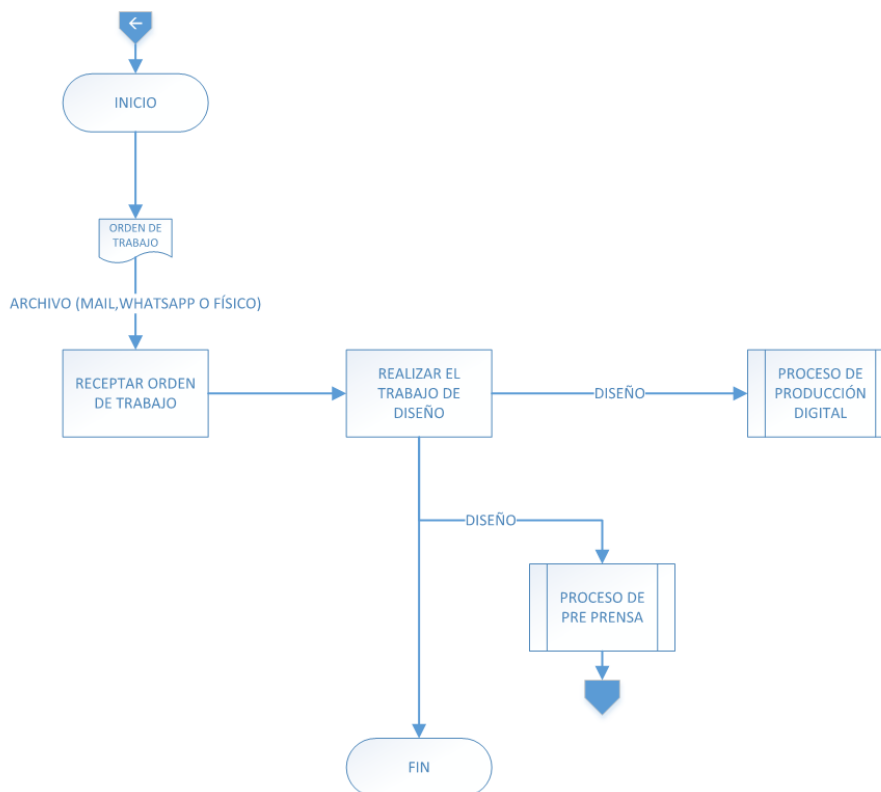 INICIO
ORDEN DE
TRABAJO
ARCHIVO (MAIL,WHATSAPP O FÍSICO)
RECEPTAR ORDEN
DE TRABAJO
REALIZAR EL
TRABAJO DE
DISEÑO
DISEÑO
PROCESO DE
PRODUCCIÓN
DIGITAL
DISEÑO
PROCESO DE
PRE PRENSA
FIN